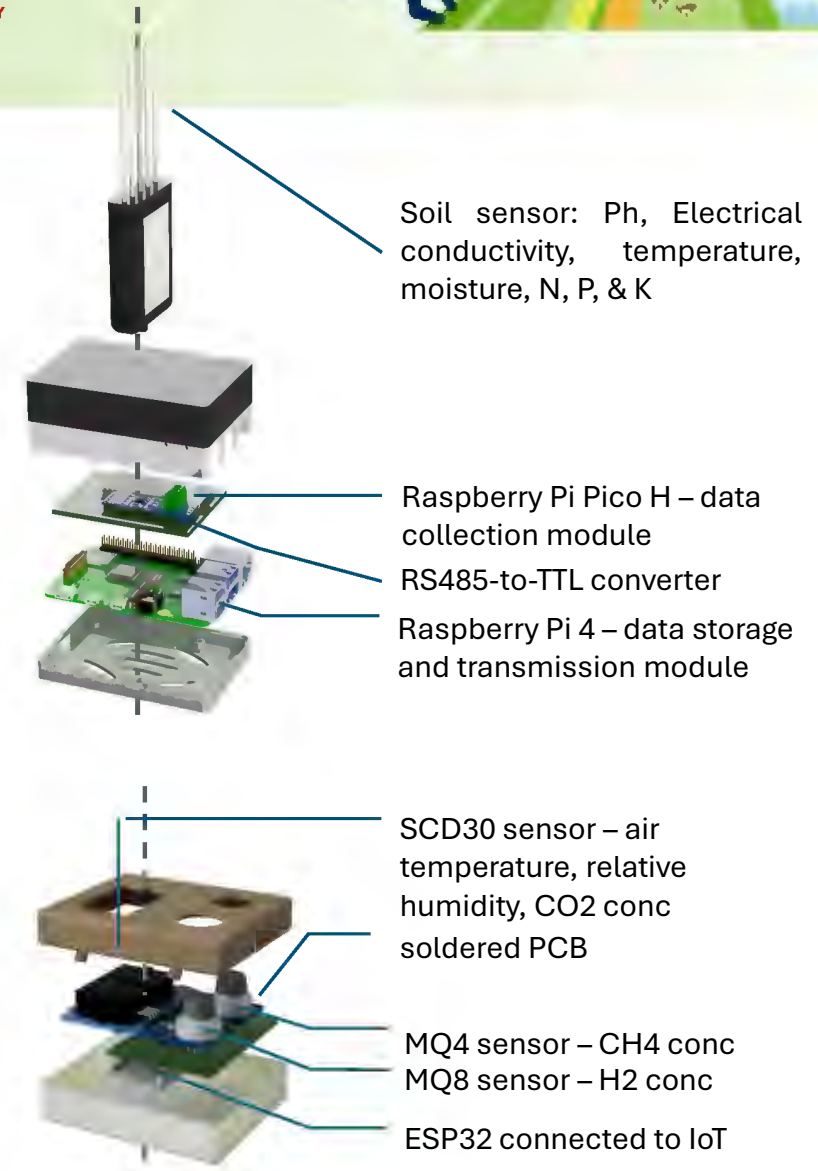 Soil sensor: Ph, Electrical
conductivity, temperature,
moisture, N, P, & K
Raspberry Pi Pico H – data
collection module
RS485-to-TTL converter
Raspberry Pi 4 – data storage
and transmission module
SCD30 sensor – air
temperature, relative
humidity, CO2 conc
soldered PCB
MQ4 sensor – CH4 conc
MQ8 sensor – H2 conc
ESP32 connected to IoT